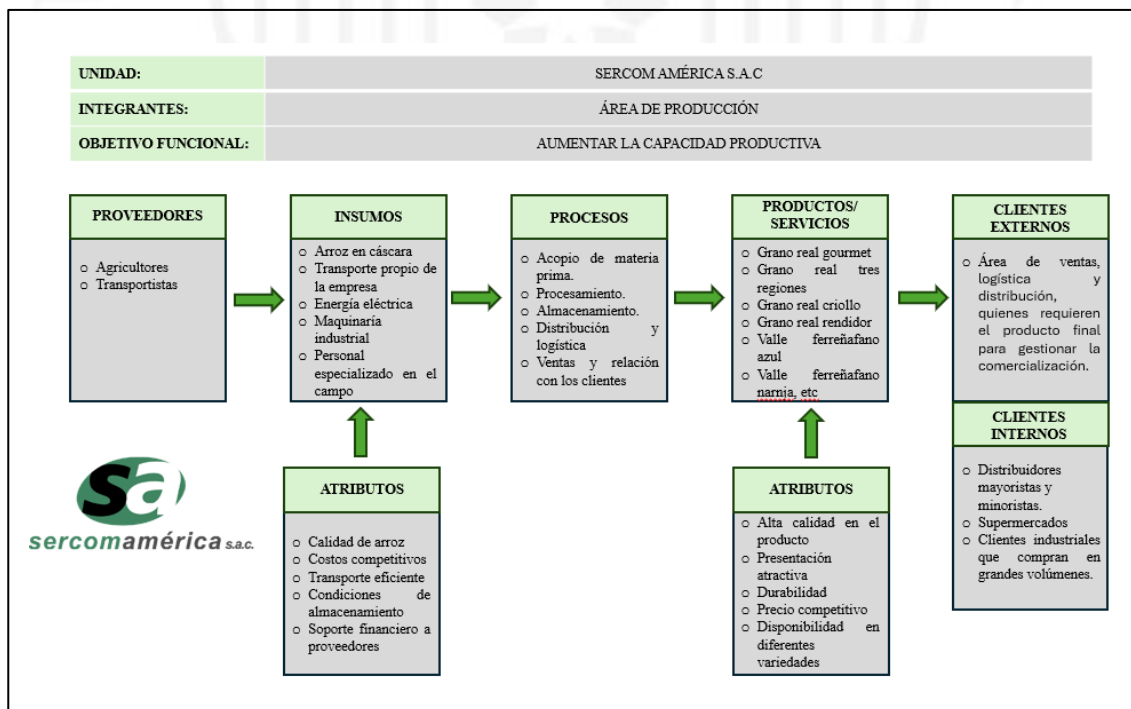 UNIDAD: SERCOM AMÉRICA S.A.C
INTEGRANTES: ÁREA DE PRODUCCIÓN
OBJETIVO FUNCIONAL: AUMENTAR LA CAPACIDAD PRODUCTIVA
PROVEEDORES
o Agricultores
o Transportistas
INSUMOS
o Arroz en cáscara
o Transporte propio de
la empresa
o Energía eléctrica
o Maquinaría
industrial
o Personal
especializado en el
campo
PROCESOS
o Acopio de materia
prima.
o Procesamiento.
o Almacenamiento.
o Distribución y
logística
o Ventas y relación
con los clientes
PRODUCTOS/
SERVICIOS
o Grano real gourmet
o Grano real tres
regiones
o Grano real criollo
o Grano real rendidor
o Valle ferreñafano
azul
o Valle ferreñafano
narnja, etc
CLIENTES
EXTERNOS
o Área de ventas,
logística y
distribución,
quienes requieren
el producto final
para gestionar la
comercialización.
CLIENTES
INTERNOS
o Distribuidores
mayoristas y
minoristas.
o Supermercados
o Clientes industriales
que compran en
grandes volúmenes.
sa
sercomamérica s.a.c.
ATRIBUTOS
o Calidad de arroz
o Costos competitivos
o Transporte eficiente
o Condiciones de
almacenamiento
o Soporte financiero a
proveedores
ATRIBUTOS
o Alta calidad en el
producto
o Presentación
atractiva
o Durabilidad
o Precio competitivo
o Disponibilidad en
diferentes
variedades